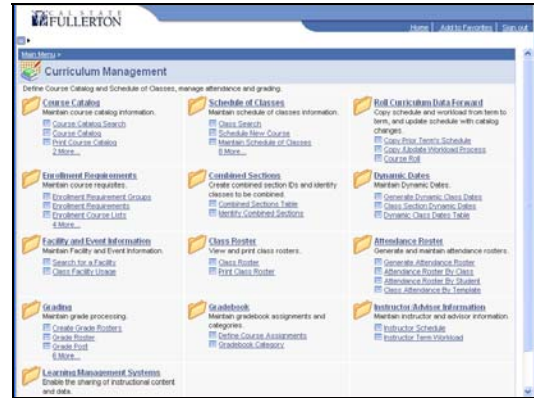 CAL STATE
FULLERTON
Home | Add to Favorites | Sign out
Main Menu >
Curriculum Management
Define Course Catalog and Schedule of Classes, manage attendance and grading.
Course Catalog
Maintain course catalog information.
Course Catalog Search
Course Catalog
Print Course Catalog
2 More...
Schedule of Classes
Maintain schedule of classes information.
Class Search
Schedule New Course
Maintain Schedule of Classes
8 More...
Roll Curriculum Data Forward
Copy schedule and workload from term to
term, and update schedule with catalog
changes.
Copy Prior Term's Schedule
Copy /Update Workload Process
Course Roll
Enrollment Requirements
Maintain course requisites.
Enrollment Requirement Groups
Enrollment Requirements
Enrollment Course Lists
4 More...
Combined Sections
Create combined section IDs and identify
classes to be combined.
Combined Sections Table
Identify Combined Sections
Dynamic Dates
Maintain Dynamic Dates.
Generate Dynamic Class Dates
Class Section Dynamic Dates
Dynamic Class Dates Table
Facility and Event Information
Maintain Facility and Event Information.
Search for a Facility
Class Facility Usage
Class Roster
View and print class rosters.
Class Roster
Print Class Roster
Attendance Roster
Generate and maintain attendance rosters.
Generate Attendance Roster
Attendance Roster By Class
Attendance Roster By Student
Class Attendance By Template
Grading
Maintain grade processing.
Create Grade Rosters
Grade Roster
Grade Post
6 More...
Gradebook
Maintain gradebook assignments and
categories.
Define Course Assignments
Gradebook Category
Instructor/Advisor Information
Maintain instructor and advisor information.
Instructor Schedule
Instructor Term Workload
Learning Management Systems
Enable the sharing of instructional content
and data.